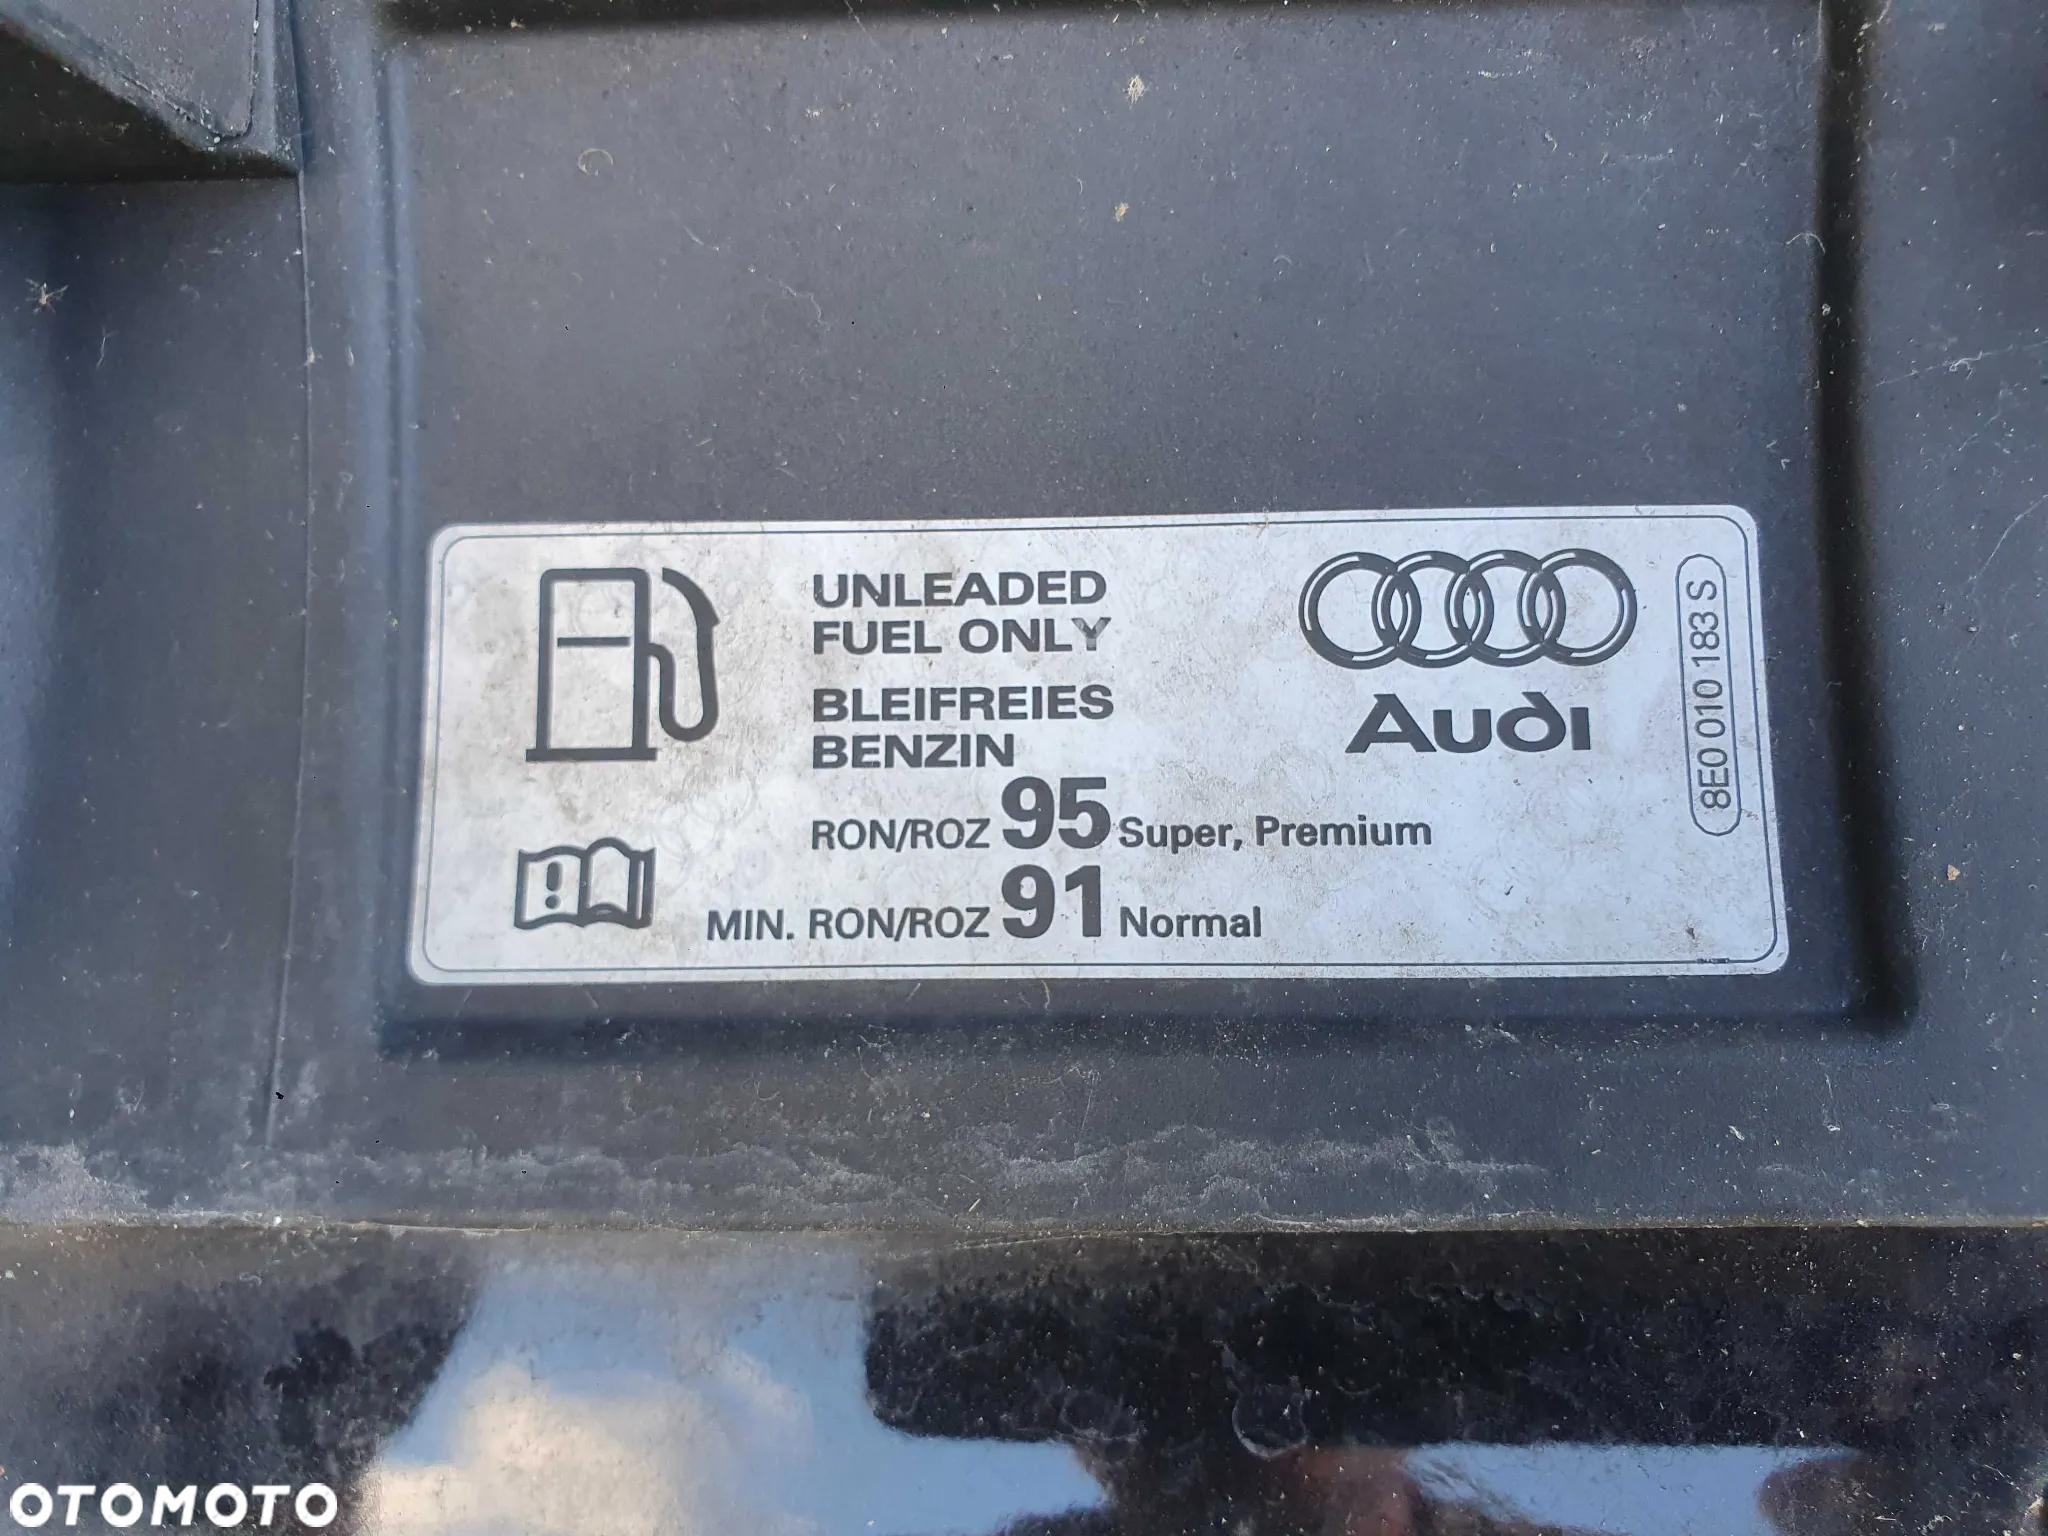 UNLEADED
FUEL ONLY
BLEIFREIES
BENZIN
RON/ROZ 95 Super, Premium
MIN. RON/ROZ 91 Normal
Audi
8E0 010 183 S
OTOMOTO